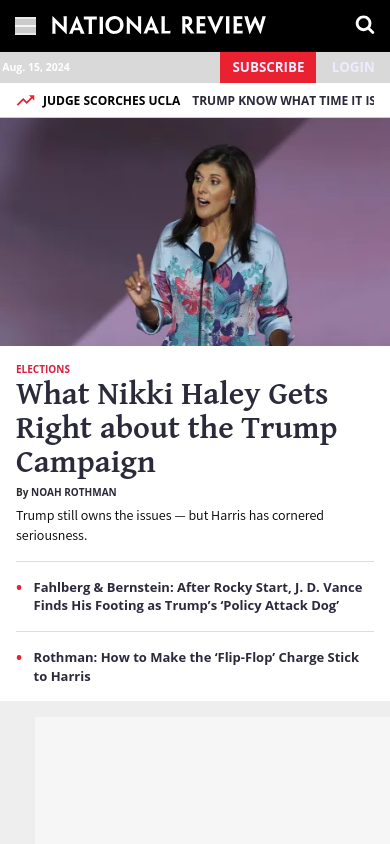 NATIONAL REVIEW
Aug. 15, 2024
SUBSCRIBE
LOGIN
JUDGE SCORCHES UCLA
TRUMP KNOW WHAT TIME IT IS
ELECTIONS
What Nikki Haley Gets
Right about the Trump
Campaign
By NOAH ROTHMAN
Trump still owns the issues — but Harris has cornered
seriousness.
Fahlberg & Bernstein: After Rocky Start, J. D. Vance
Finds His Footing as Trump’s ‘Policy Attack Dog’
Rothman: How to Make the ‘Flip-Flop’ Charge Stick
to Harris